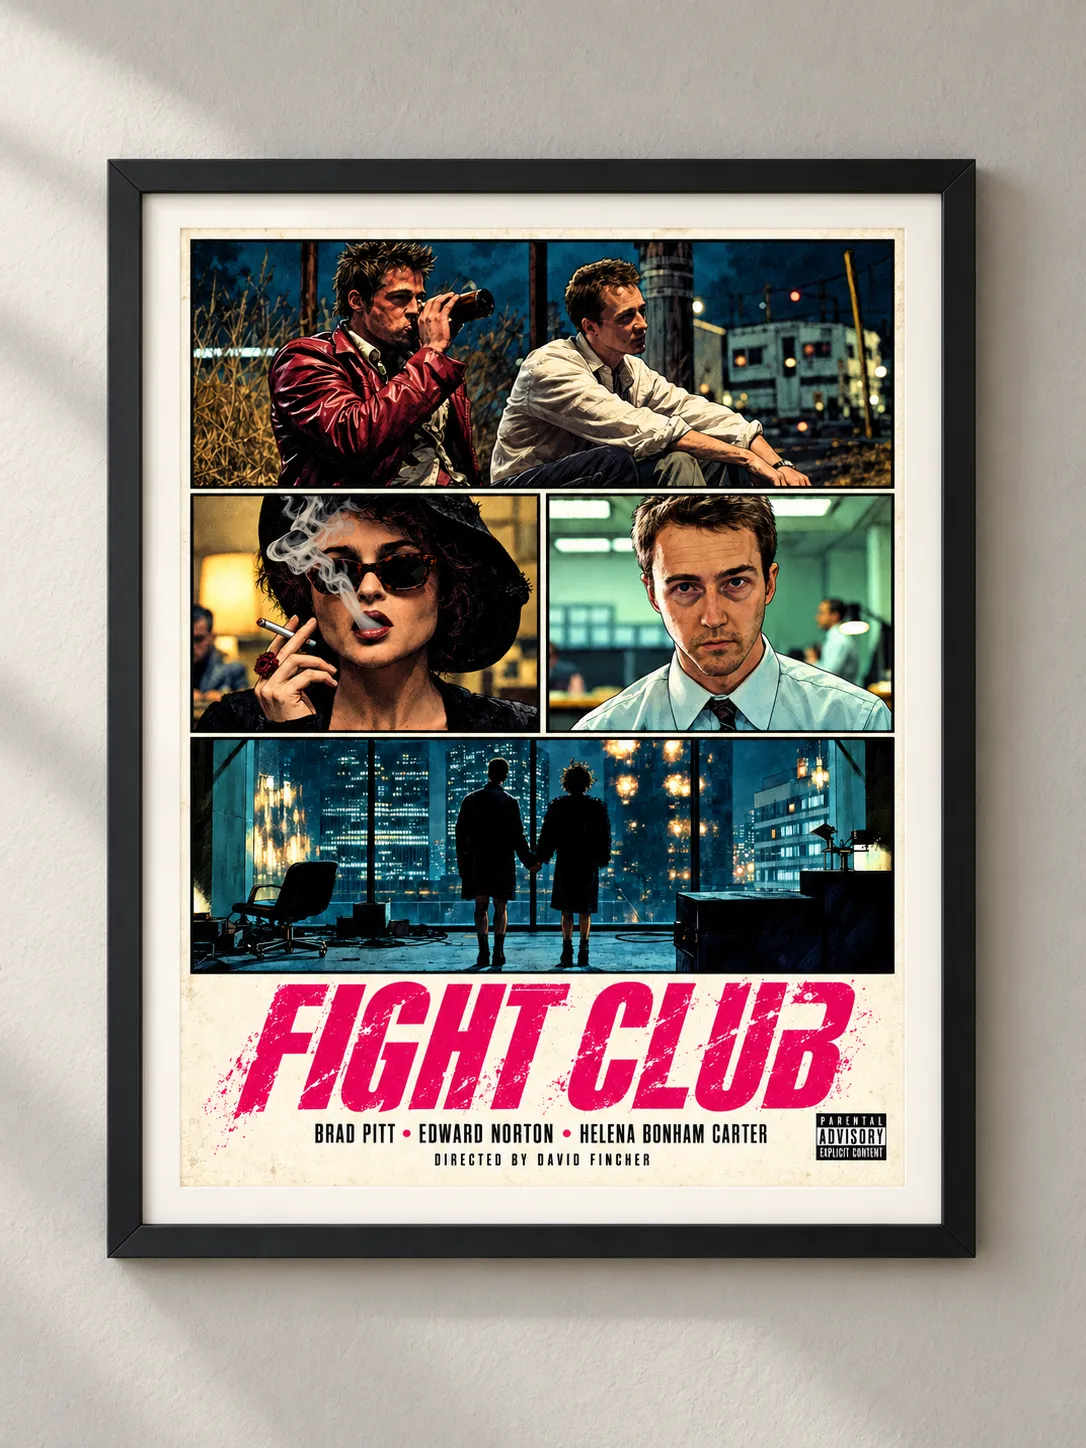 FIGHT CLUB
BRAD PITT • EDWARD NORTON • HELENA BONHAM CARTER
DIRECTED BY DAVID FINCHER
PARENTAL
ADVISORY
EXPLICIT CONTENT